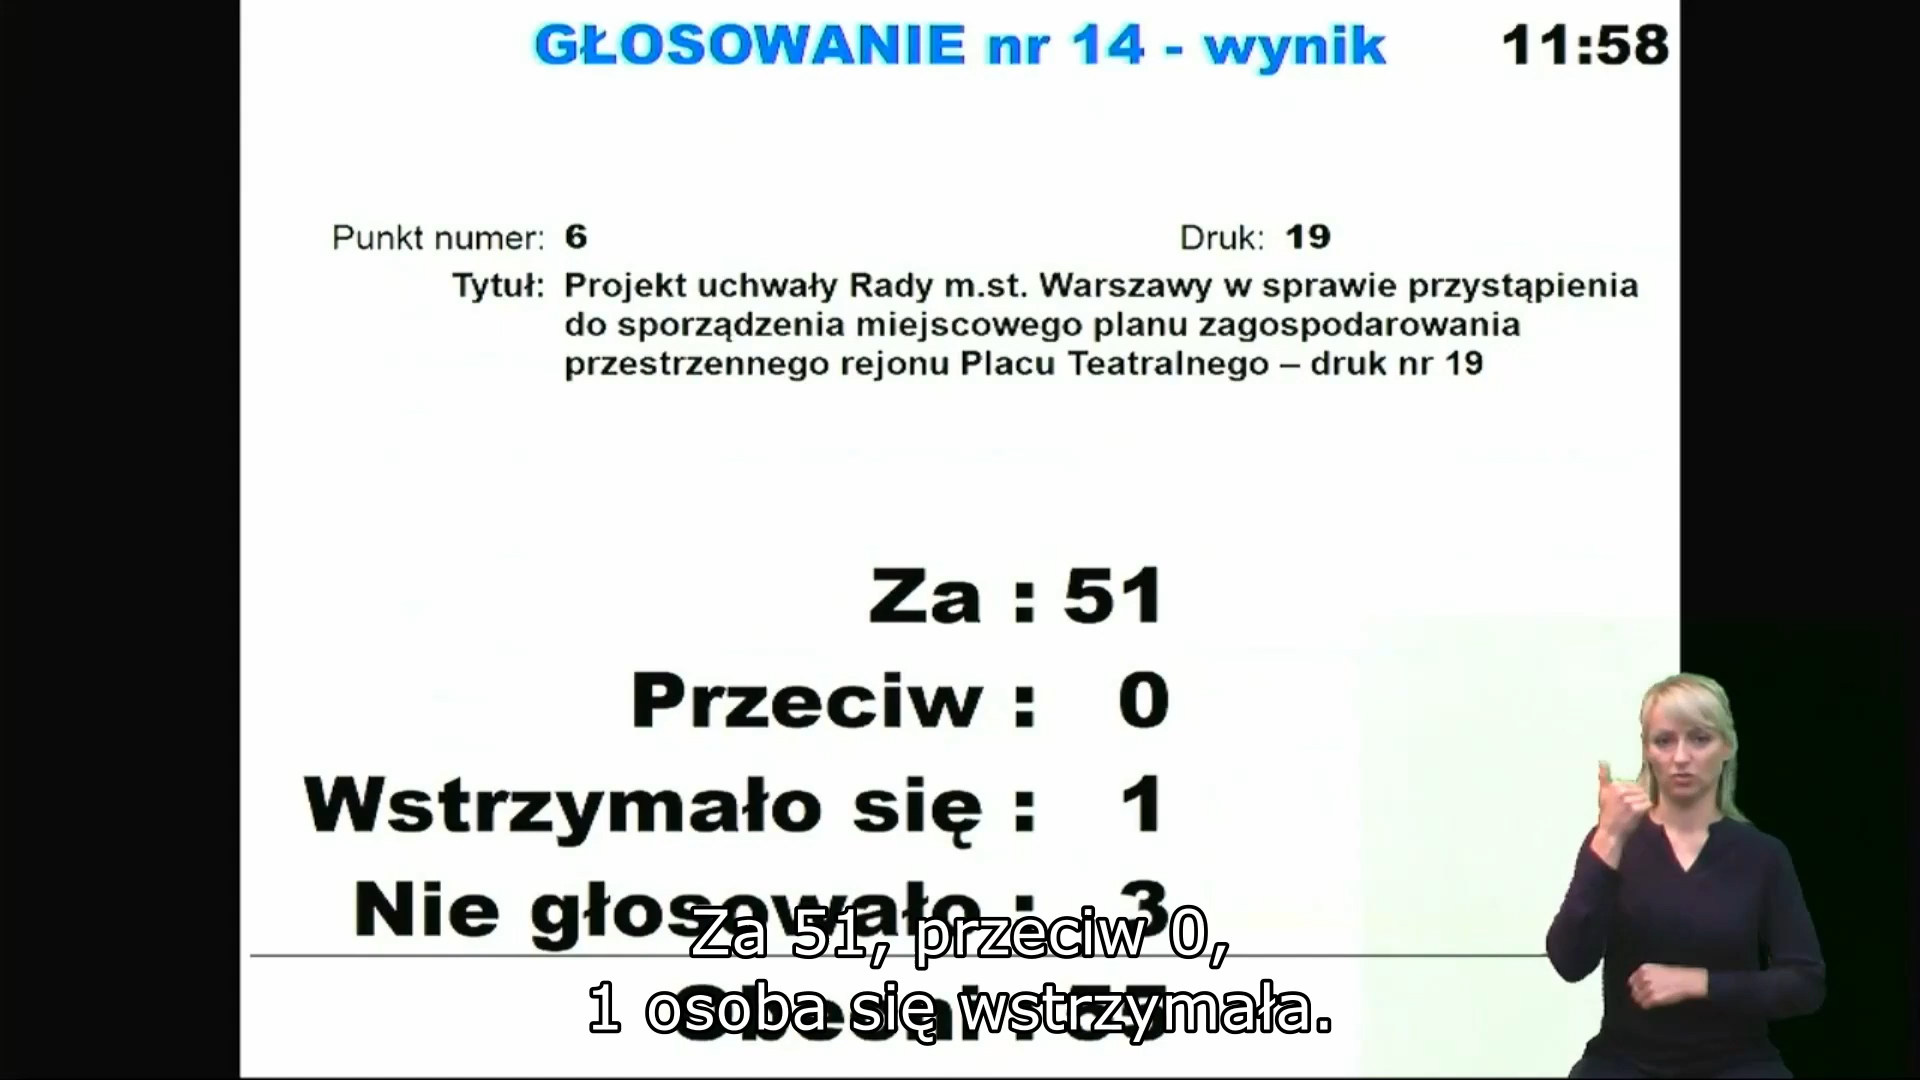 GŁOSOWANIE nr 14 - wynik 11:58
Punkt numer: 6 Druk: 19
Tytuł: Projekt uchwały Rady m.st. Warszawy w sprawie przystąpienia
do sporządzenia miejscowego planu zagospodarowania
przestrzennego rejonu Placu Teatralnego – druk nr 19
Za : 51
Przeciw : 0
Wstrzymało się : 1
Nie głosowało : 3
Za 51, przeciw 0,
Obecni : 55
1 osoba się wstrzymała.